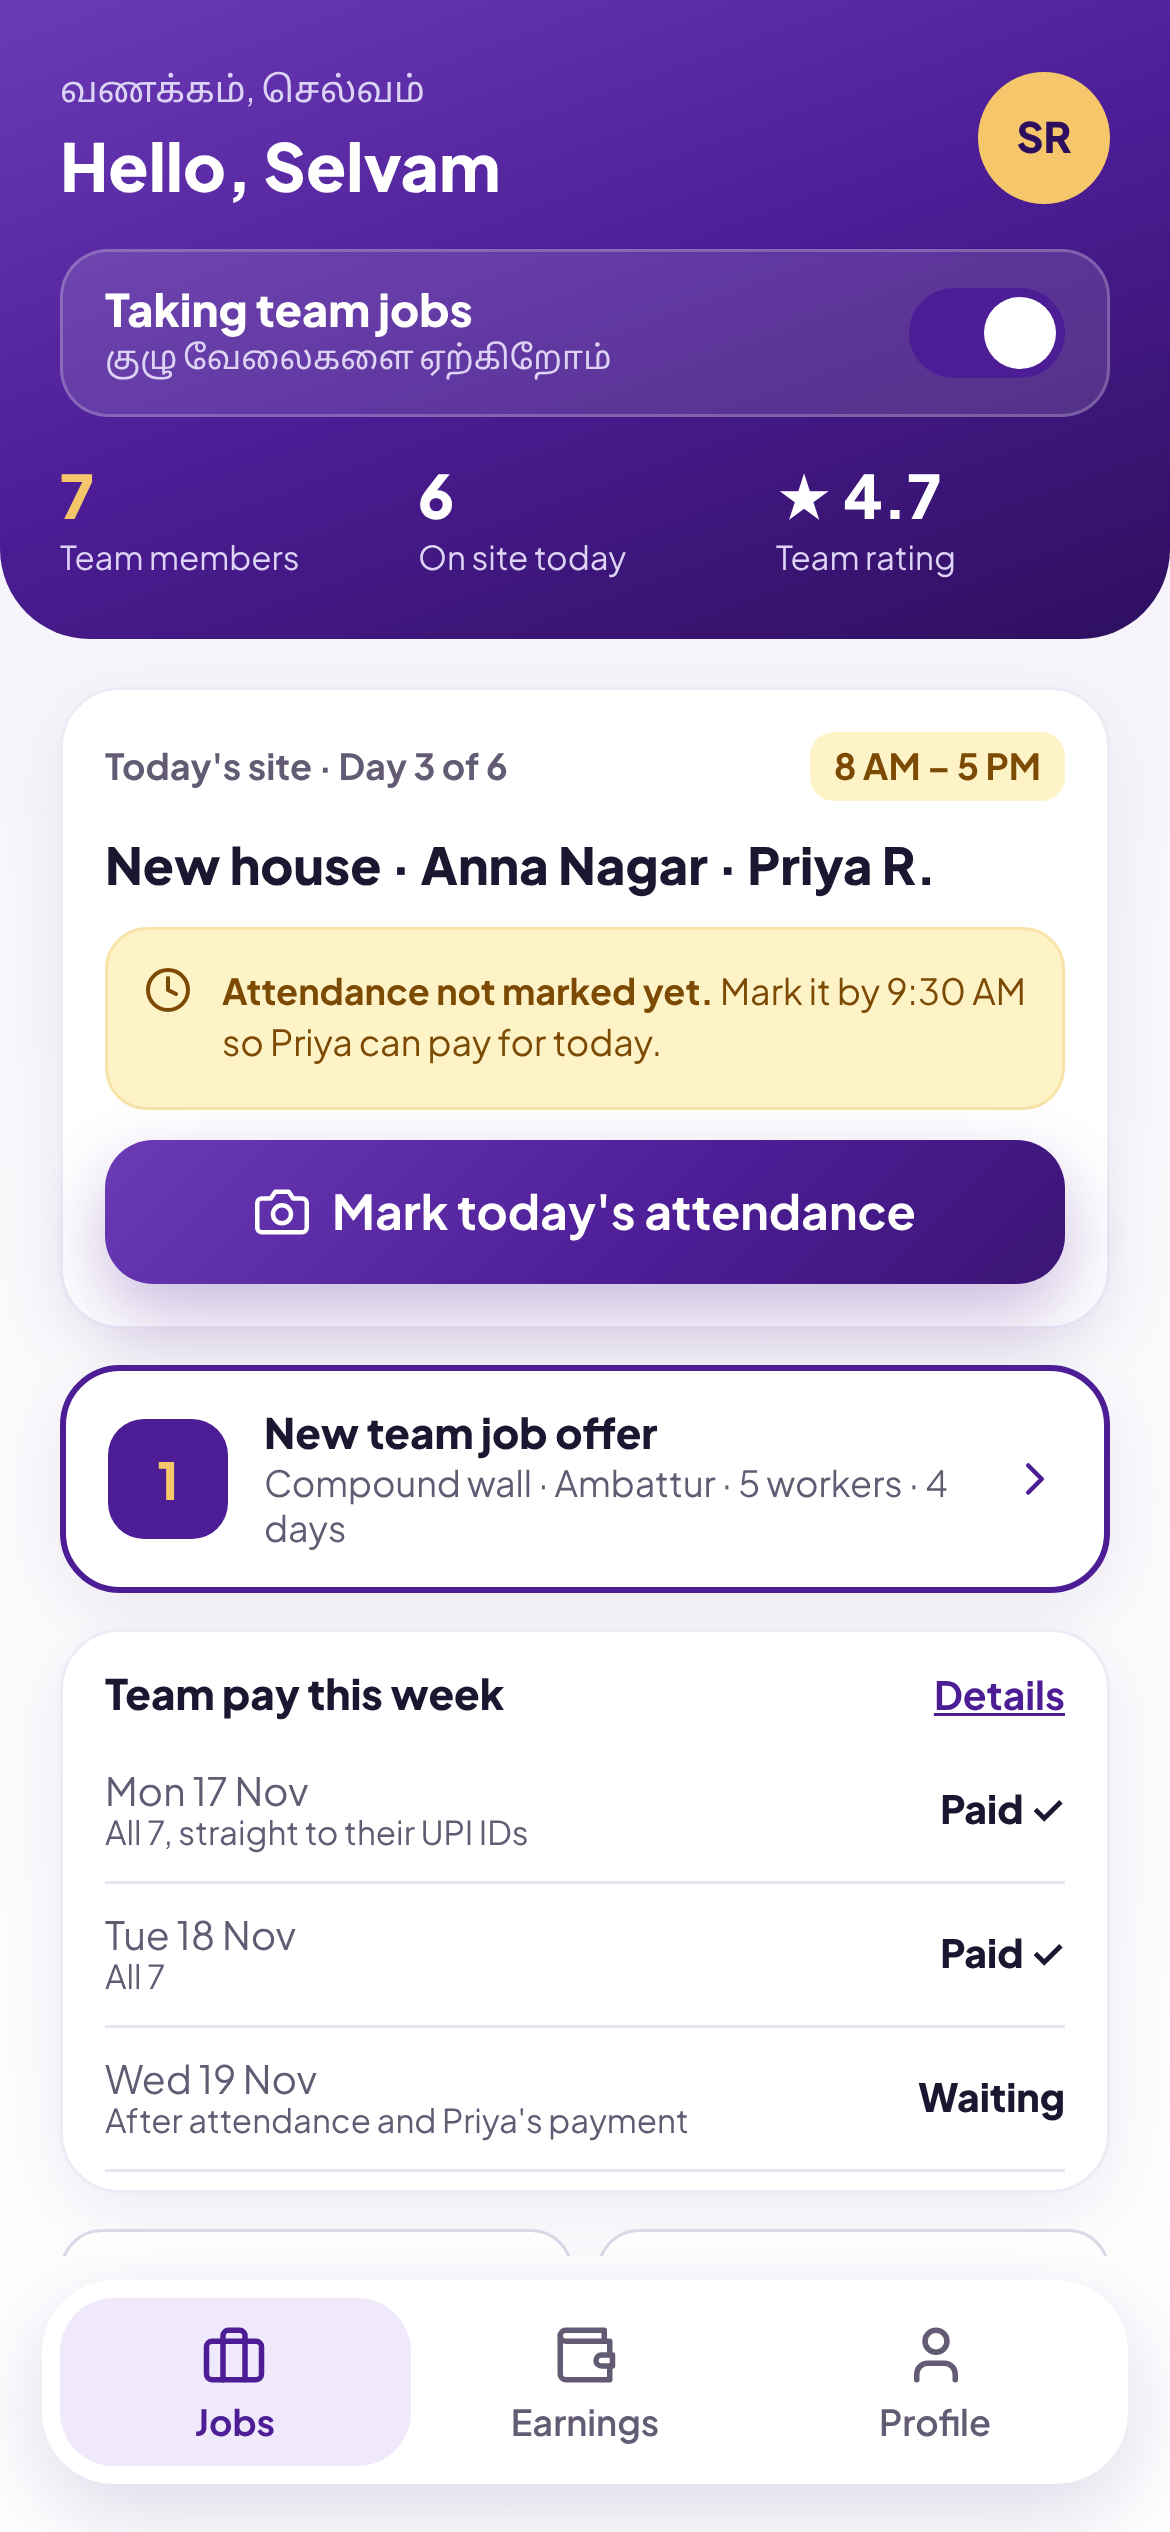 வணக்கம், செல்வம்
Hello, Selvam
SR
Taking team jobs
குழு வேலைகளை ஏற்கிறோம்
7
Team members
6
On site today
★ 4.7
Team rating
Today's site · Day 3 of 6
8 AM – 5 PM
New house · Anna Nagar · Priya R.
Attendance not marked yet. Mark it by 9:30 AM
so Priya can pay for today.
Mark today's attendance
1
New team job offer
Compound wall · Ambattur · 5 workers · 4
days
Team pay this week
Details
Mon 17 Nov
All 7, straight to their UPI IDs
Paid ✓
Tue 18 Nov
All 7
Paid ✓
Wed 19 Nov
After attendance and Priya's payment
Waiting
Jobs
Earnings
Profile